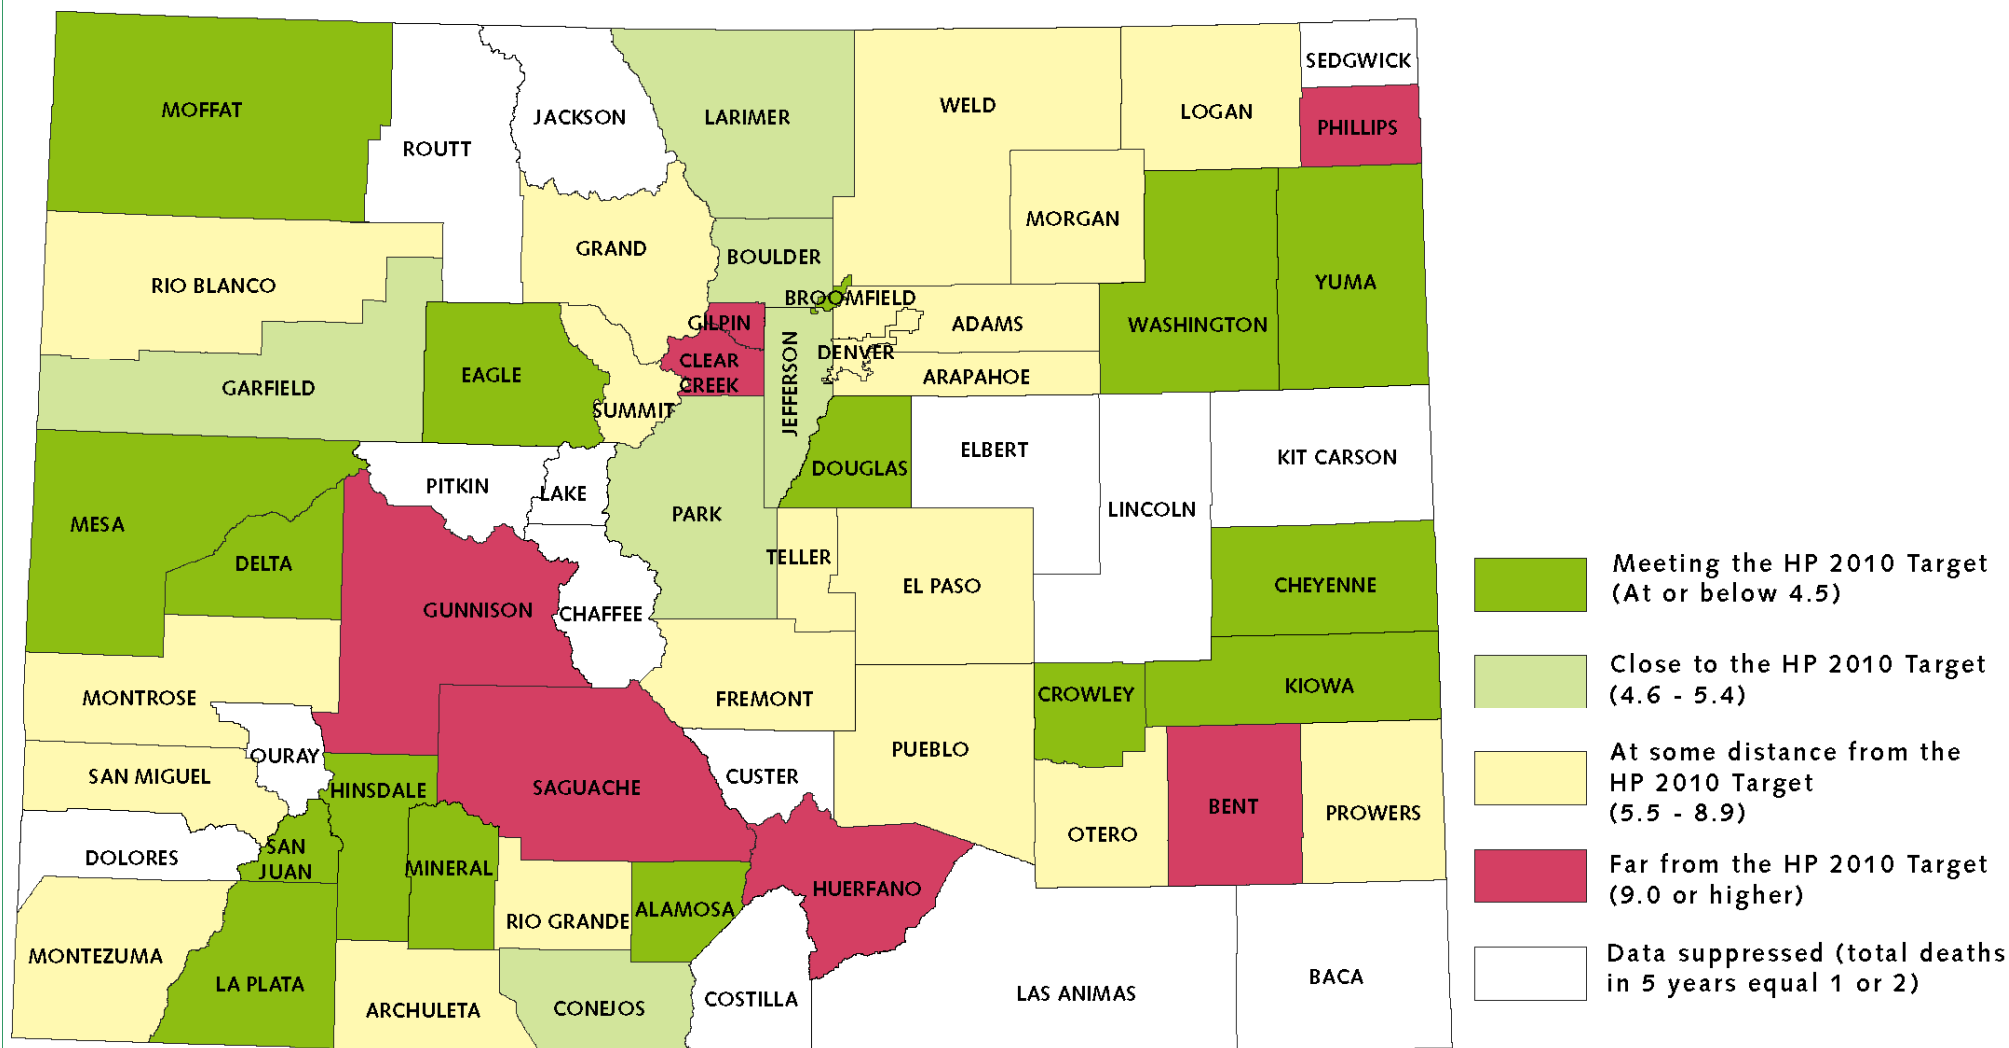 SEDGWICK
MOFFAT
JACKSON
LARIMER
WELD
LOGAN
PHILLIPS
ROUTT
GRAND
MORGAN
BOULDER
RIO BLANCO
YUMA
BROOMFIELD
GILPIN
ADAMS
WASHINGTON
DENVER
CLEAR
CREEK
JEFFERSON
EAGLE
ARAPAHOE
GARFIELD
SUMMIT
ELBERT
KIT CARSON
DOUGLAS
PITKIN
LAKE
LINCOLN
PARK
MESA
TELLER
DELTA
EL PASO
CHEYENNE
GUNNISON
CHAFFEE
KIOWA
CROWLEY
MONTROSE
FREMONT
PUEBLO
OURAY
SAN MIGUEL
CUSTER
HINSDALE
SAGUACHE
BENT
PROWERS
OTERO
SAN
JUAN
DOLORES
MINERAL
HUERFANO
ALAMOSA
RIO GRANDE
MONTEZUMA
LA PLATA
ARCHULETA
CONEJOS
COSTILLA
LAS ANIMAS
BACA
Meeting the HP 2010 Target
(At or below 4.5)
Close to the HP 2010 Target
(4.6 - 5.4)
At some distance from the
HP 2010 Target
(5.5 - 8.9)
Far from the HP 2010 Target
(9.0 or higher)
Data suppressed (total deaths
in 5 years equal 1 or 2)